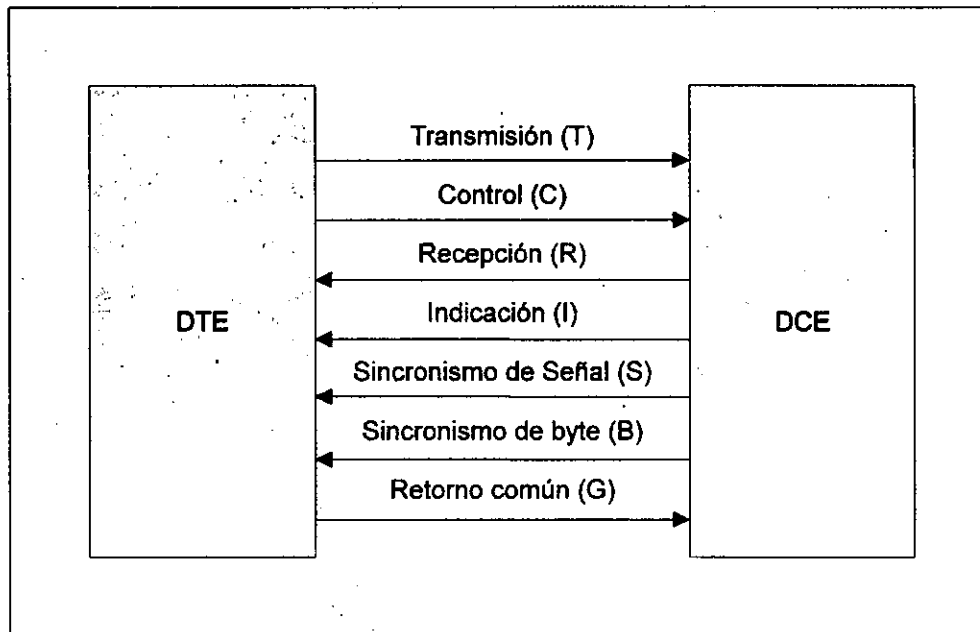 Transmisión (T)
Control (C)
Recepción (R)
Indicación (I)
DTE
DCE
Sincronismo de Señal (S)
Sincronismo de byte (B)
Retorno común (G)